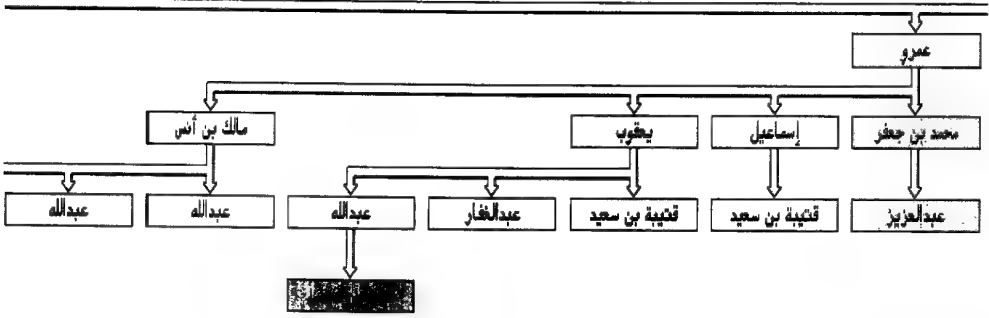 عمرو
محمد بن جعفر
إسماعيل
يعقوب
مالك بن أنس
عبدالعزيز
قتيبة بن سعيد
قتيبة بن سعيد
عبدالغفار
عبدالله
عبدالله
عبدالله